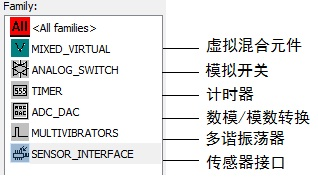 Family:
All <All families>
MIXED_VIRTUAL 虚拟混合元件
ANALOG_SWITCH 模拟开关
555 TIMER 计时器
ADC_DAC 数模/模数转换
MULTIVIBRATORS 多谐振荡器
SENSOR_INTERFACE 传感器接口